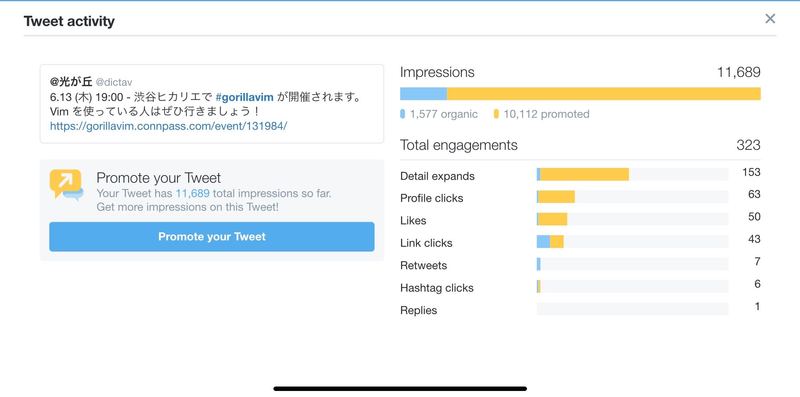 Tweet activity
@光が丘 @dictav
6.13 (木) 19:00 - 渋谷ヒカリエで #gorillavim が開催されます。
Vim を使っている人はぜひ行きましょう！
https://gorillavim.connpass.com/event/131984/
Promote your Tweet
Your Tweet has 11,689 total impressions so far.
Get more impressions on this Tweet!
Promote your Tweet
Impressions 11,689
1,577 organic 10,112 promoted
Total engagements 323
Detail expands 153
Profile clicks 63
Likes 50
Link clicks 43
Retweets 7
Hashtag clicks 6
Replies 1